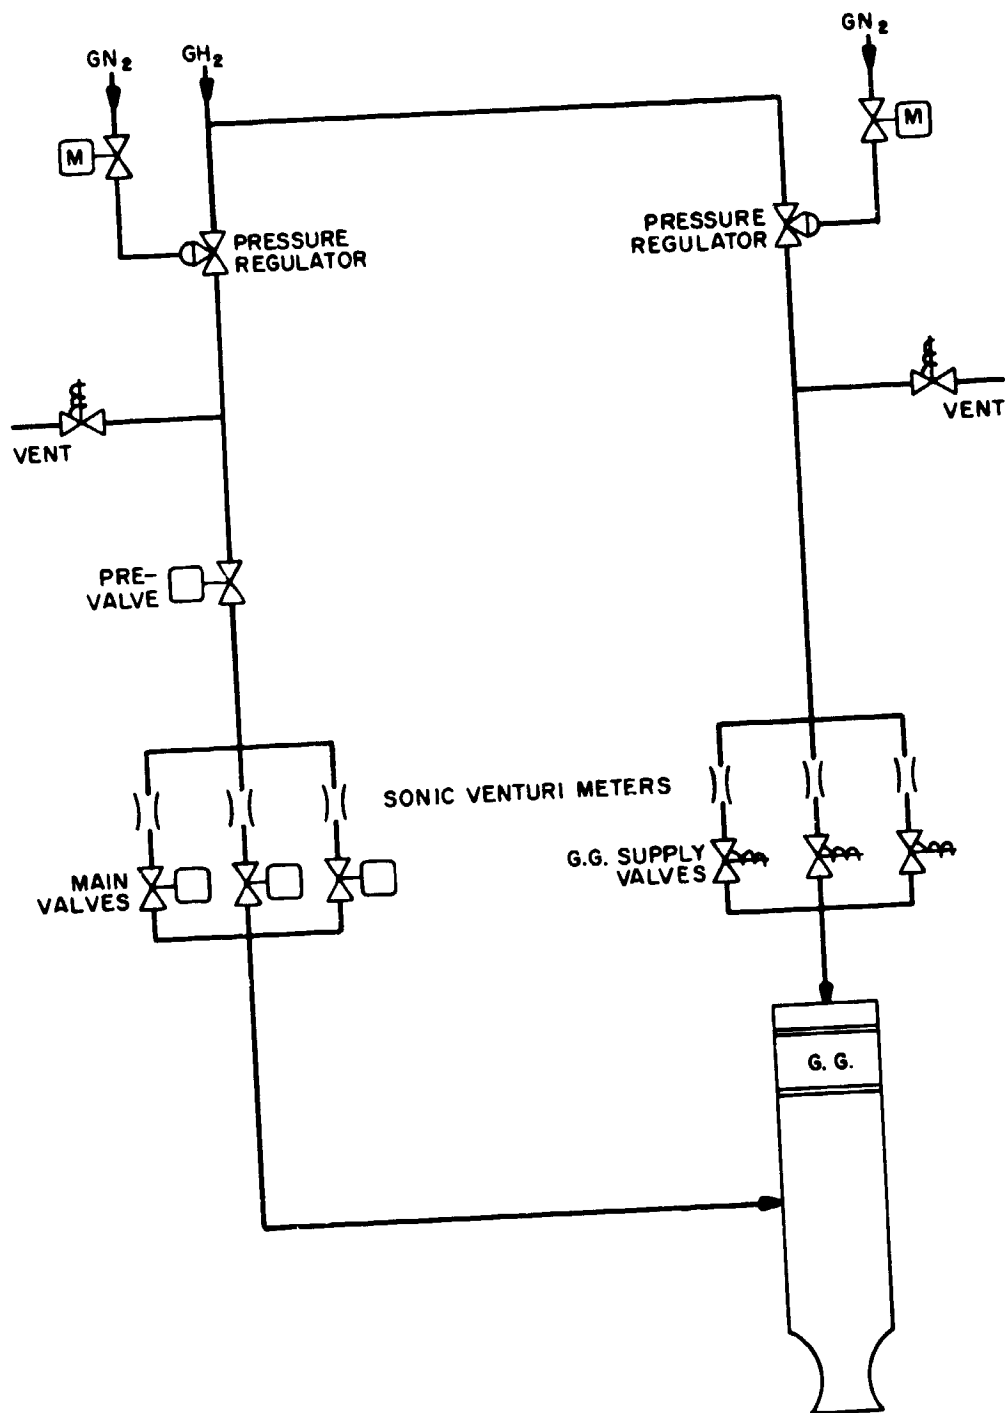 GN2
GH2
GN2
M
M
PRESSURE
REGULATOR
PRESSURE
REGULATOR
VENT
VENT
PRE-
VALVE
SONIC VENTURI METERS
MAIN
VALVES
G.G. SUPPLY
VALVES
G. G.